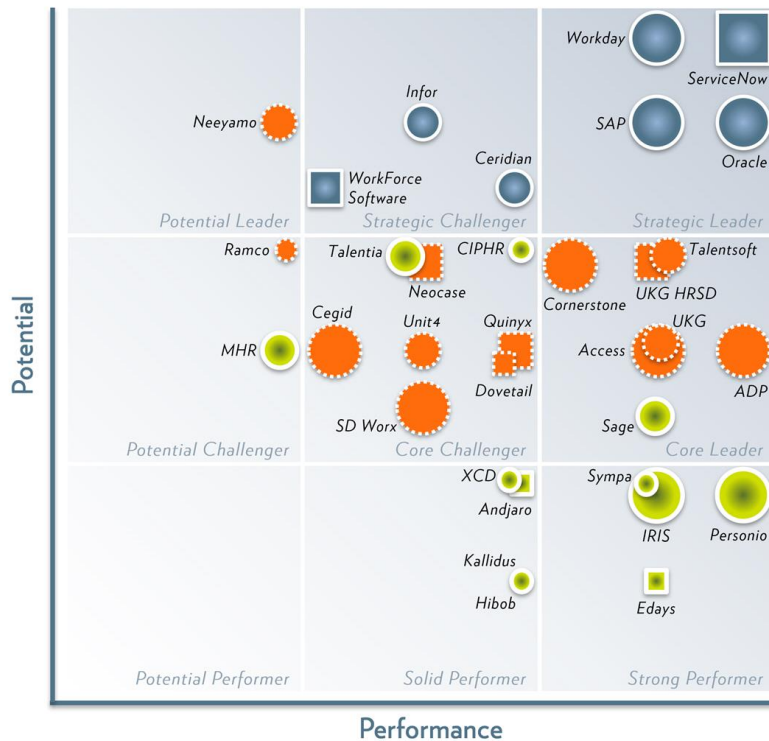 Workday
ServiceNow
Infor
Neeyamo
SAP
Oracle
Ceridian
WorkForce
Software
Potential Leader
Strategic Challenger
Strategic Leader
Ramco
Talentia
CIPHR
Talentsoft
Neocase
Cornerstone
UKG HRSD
Cegid
Unit4
Quinyx
UKG
MHR
Access
Dovetail
ADP
SD Worx
Sage
Potential Challenger
Core Challenger
Core Leader
XCD
Sympa
Andjaro
IRIS
Personio
Kallidus
Hibob
Edays
Potential Performer
Solid Performer
Strong Performer
Potential
Performance